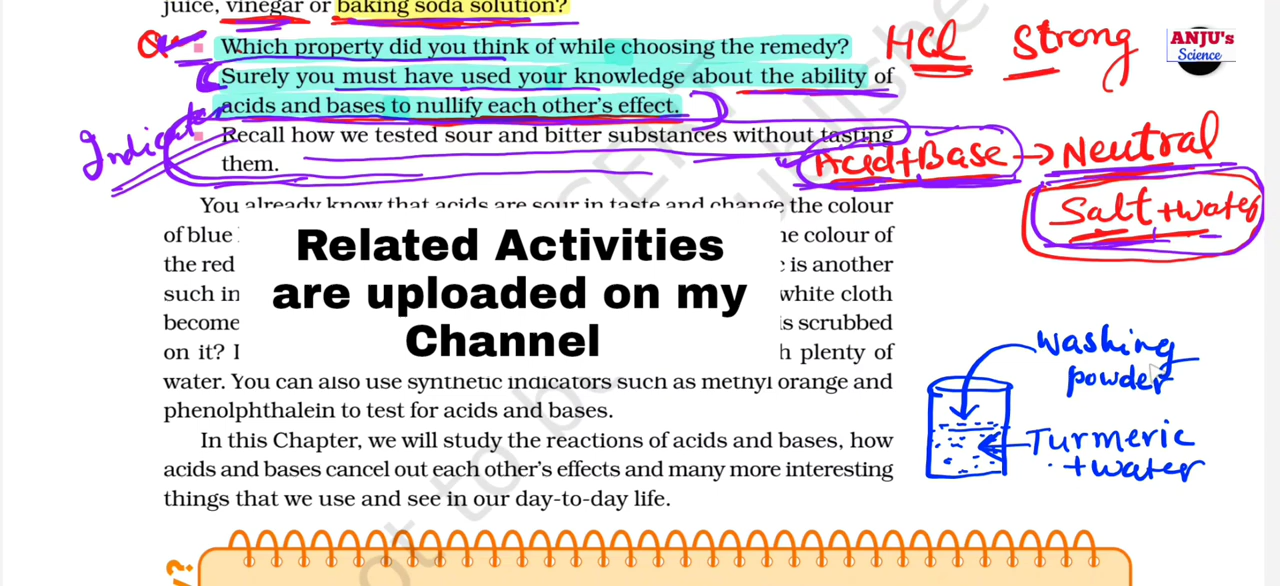 juice, vinegar or baking soda solution?
Which property did you think of while choosing the remedy?
Surely you must have used your knowledge about the ability of
acids and bases to nullify each other's effect.
Recall how we tested sour and bitter substances without tasting
them.
HCl Strong
ANJU's
Science
Acid+Base → Neutral
Salt+water
You already know that acids are sour in taste and change the colour
of blue
he colour of
the red
is another
such in
white cloth
become
is scrubbed
on it? I
h plenty of
water. You can also use synthetic indicators such as methyl orange and
phenolphthalein to test for acids and bases.
Related Activities
are uploaded on my
Channel
washing
powder
Turmeric
+water
In this Chapter, we will study the reactions of acids and bases, how
acids and bases cancel out each other's effects and many more interesting
things that we use and see in our day-to-day life.